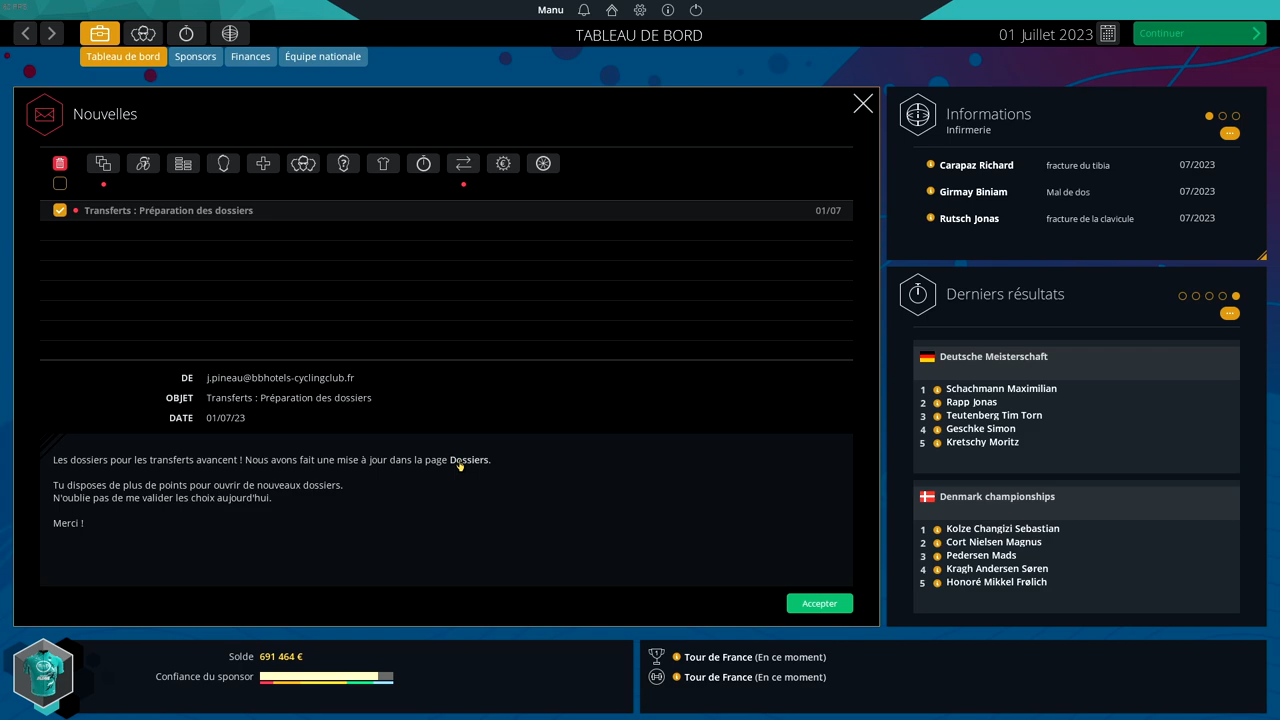 Manu
TABLEAU DE BORD
01 Juillet 2023
Continuer
Tableau de bord
Sponsors
Finances
Équipe nationale
Nouvelles
Transferts : Préparation des dossiers
01/07
DE
j.pineau@bbhotels-cyclingclub.fr
OBJET
Transferts : Préparation des dossiers
DATE
01/07/23
Les dossiers pour les transferts avancent ! Nous avons fait une mise à jour dans la page Dossiers.
Tu disposes de plus de points pour ouvrir de nouveaux dossiers.
N'oublie pas de me valider les choix aujourd'hui.
Merci !
Accepter
Informations
Infirmerie
Carapaz Richard fracture du tibia 07/2023
Girmay Biniam Mal de dos 07/2023
Rutsch Jonas fracture de la clavicule 07/2023
Derniers résultats
Deutsche Meisterschaft
1 Schachmann Maximilian
2 Rapp Jonas
3 Teutenberg Tim Torn
4 Geschke Simon
5 Kretschy Moritz
Denmark championships
1 Kolze Changizi Sebastian
2 Cort Nielsen Magnus
3 Pedersen Mads
4 Kragh Andersen Søren
5 Honoré Mikkel Frølich
Solde 691 464 €
Confiance du sponsor
Tour de France (En ce moment)
Tour de France (En ce moment)